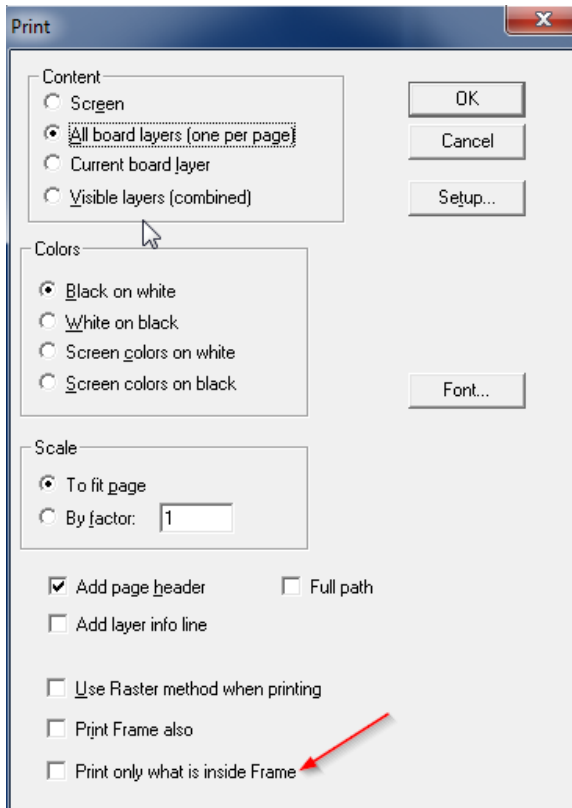 Print
Content
Screen
All board layers (one per page)
Current board layer
Visible layers (combined)
OK
Cancel
Setup...
Colors
Black on white
White on black
Screen colors on white
Screen colors on black
Font...
Scale
To fit page
By factor: 1
Add page header Full path
Add layer info line
Use Raster method when printing
Print Frame also
Print only what is inside Frame